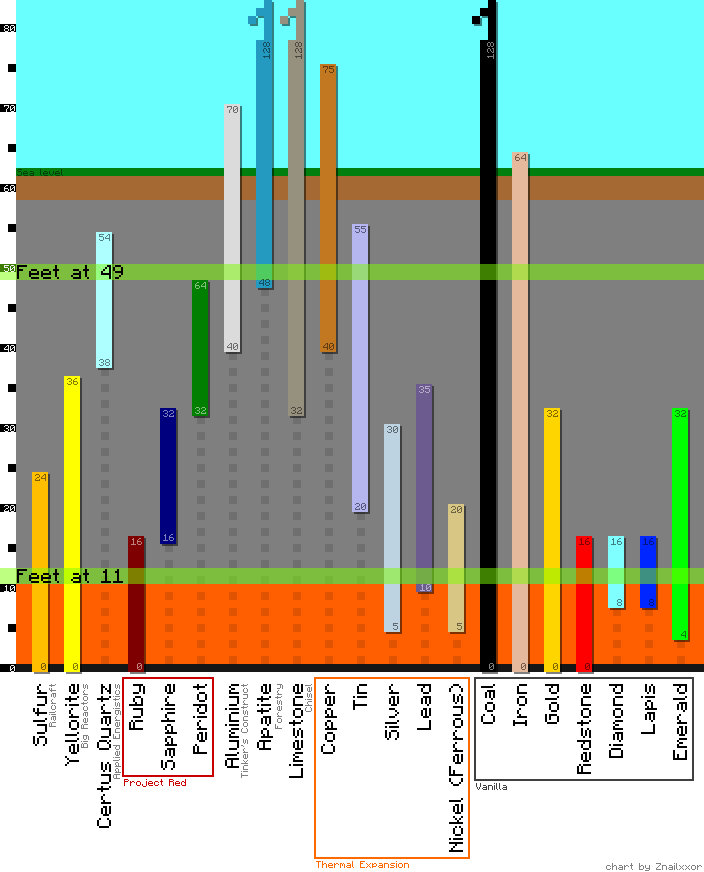 80
128
128
128
75
70
70
64
Sea level
60
55
54
50
Feet at 49
64
48
40
40
40
38
36
35
32
32
32
32
32
30
30
24
20
20
20
16
16
16
16
16
Feet at 11
10
10
8
8
5
5
4
0
0
0
0
0
0
0
0
Sulfur
Railcraft
Yellorite
Big Reactors
Certus Quartz
Applied Energistics
Ruby
Sapphire
Peridot
Project Red
Aluminium
Tinker's Construct
Apatite
Forestry
Limestone
Chisel
Copper
Tin
Silver
Lead
Nickel (Ferrous)
Thermal Expansion
Coal
Iron
Gold
Redstone
Diamond
Lapis
Emerald
Vanilla
chart by Znailxxor